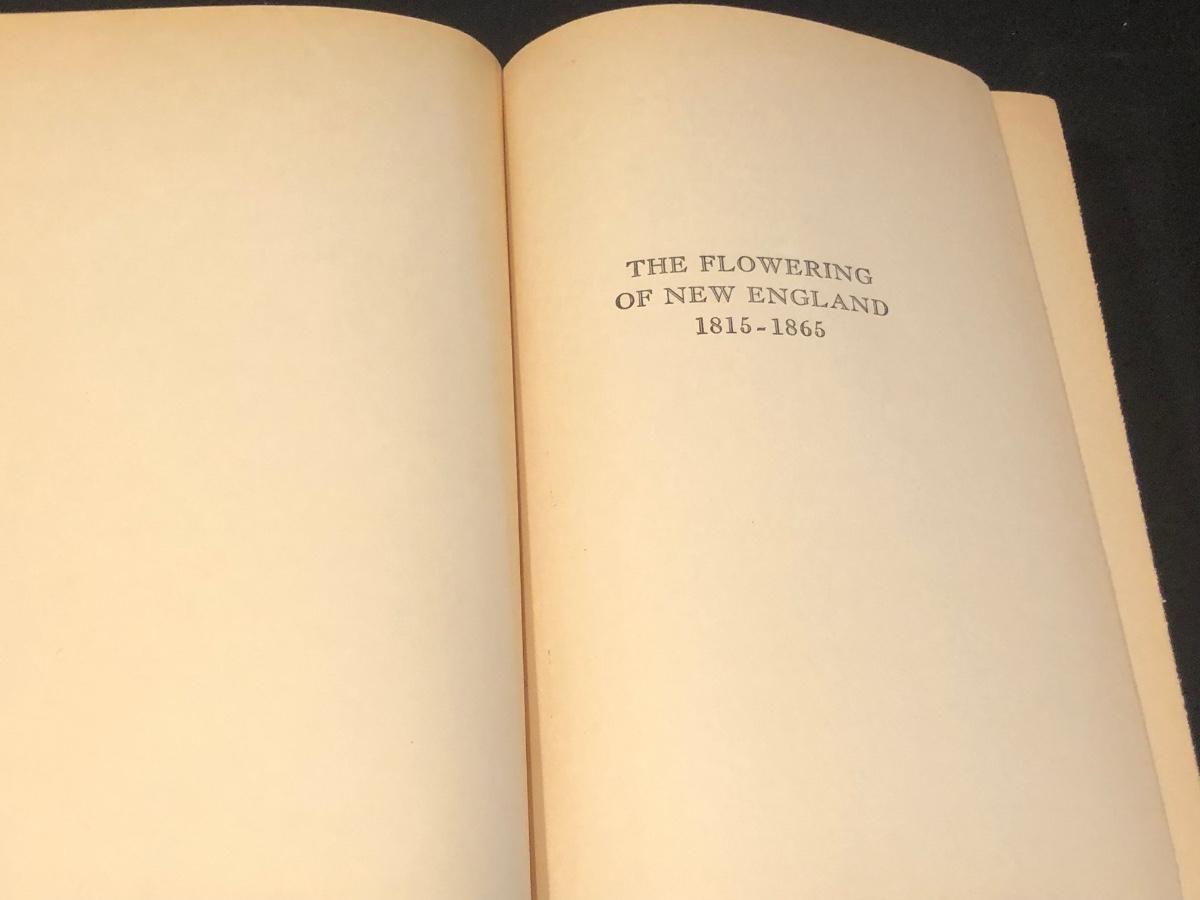 THE FLOWERING
OF NEW ENGLAND
1815-1865